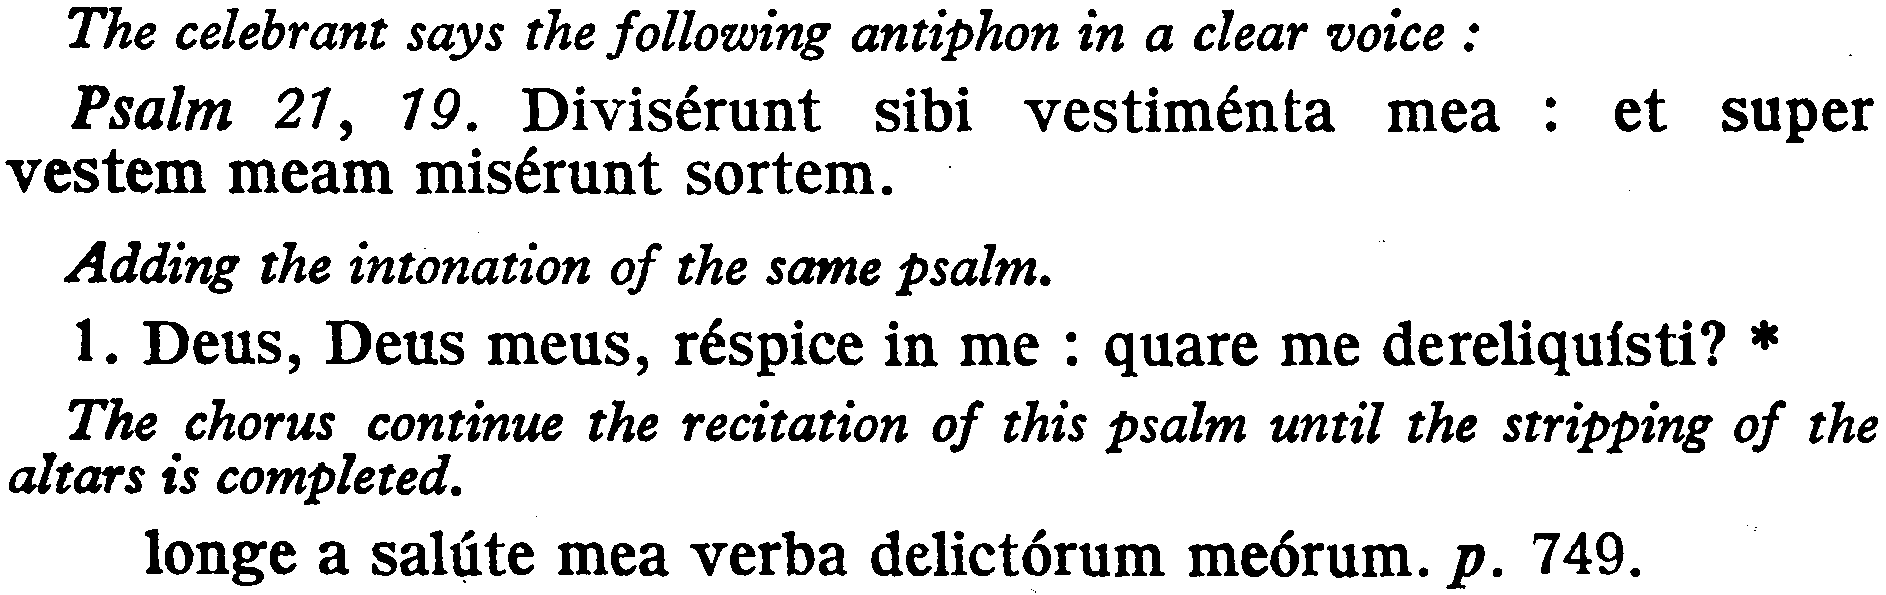 The celebrant says the following antiphon in a clear voice :
Psalm 21, 19. Divisérunt sibi vestiménta mea : et super
vestem meam misérunt sortem.
Adding the intonation of the same psalm.
1. Deus, Deus meus, réspice in me : quare me dereliquísti? *
The chorus continue the recitation of this psalm until the stripping of the
altars is completed.
longe a salúte mea verba delictórum meórum. p. 749.